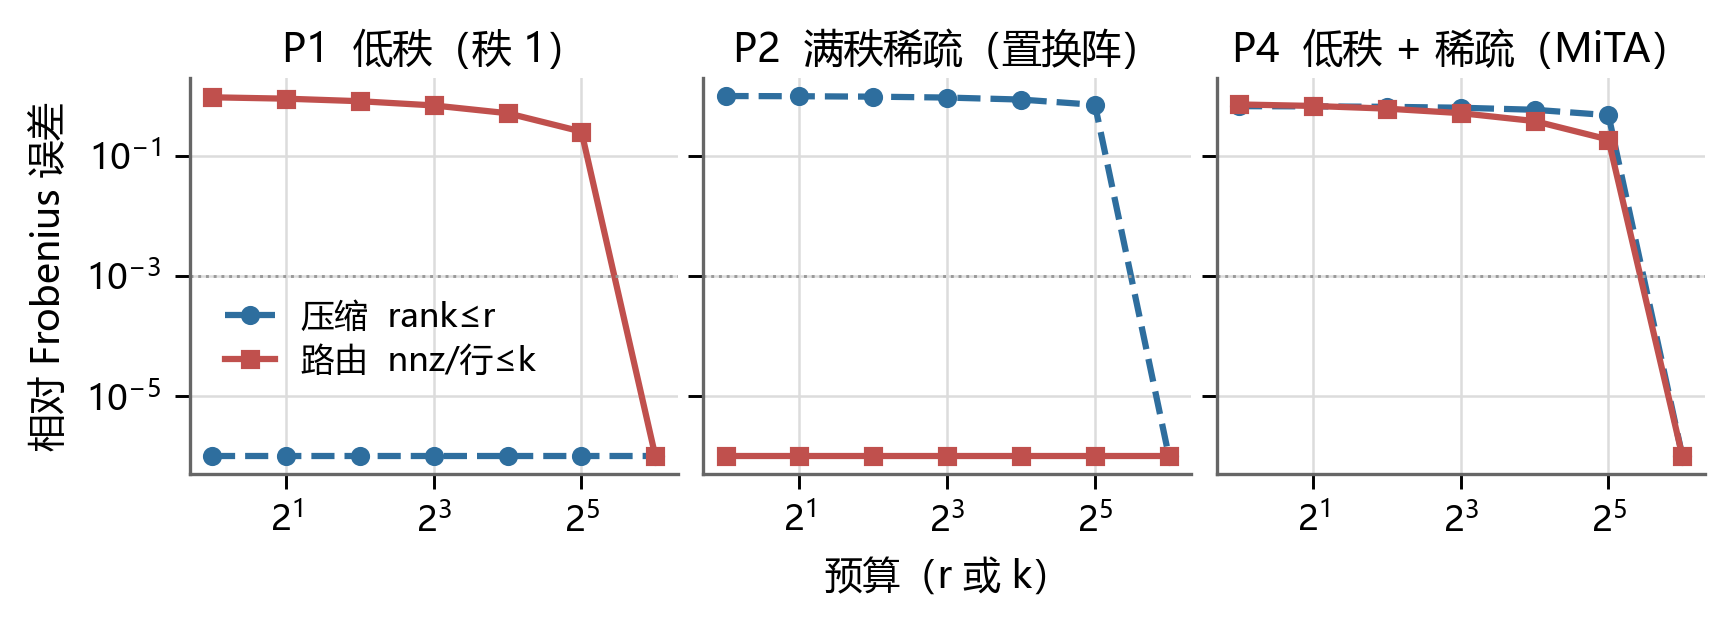 P1 低秩（秩 1）
P2 满秩稀疏（置换阵）
P4 低秩 + 稀疏（MiTA）
相对 Frobenius 误差
10⁻¹
10⁻³
10⁻⁵
压缩 rank≤r
路由 nnz/行≤k
2¹ 2³ 2⁵
2¹ 2³ 2⁵
2¹ 2³ 2⁵
预算（r 或 k）